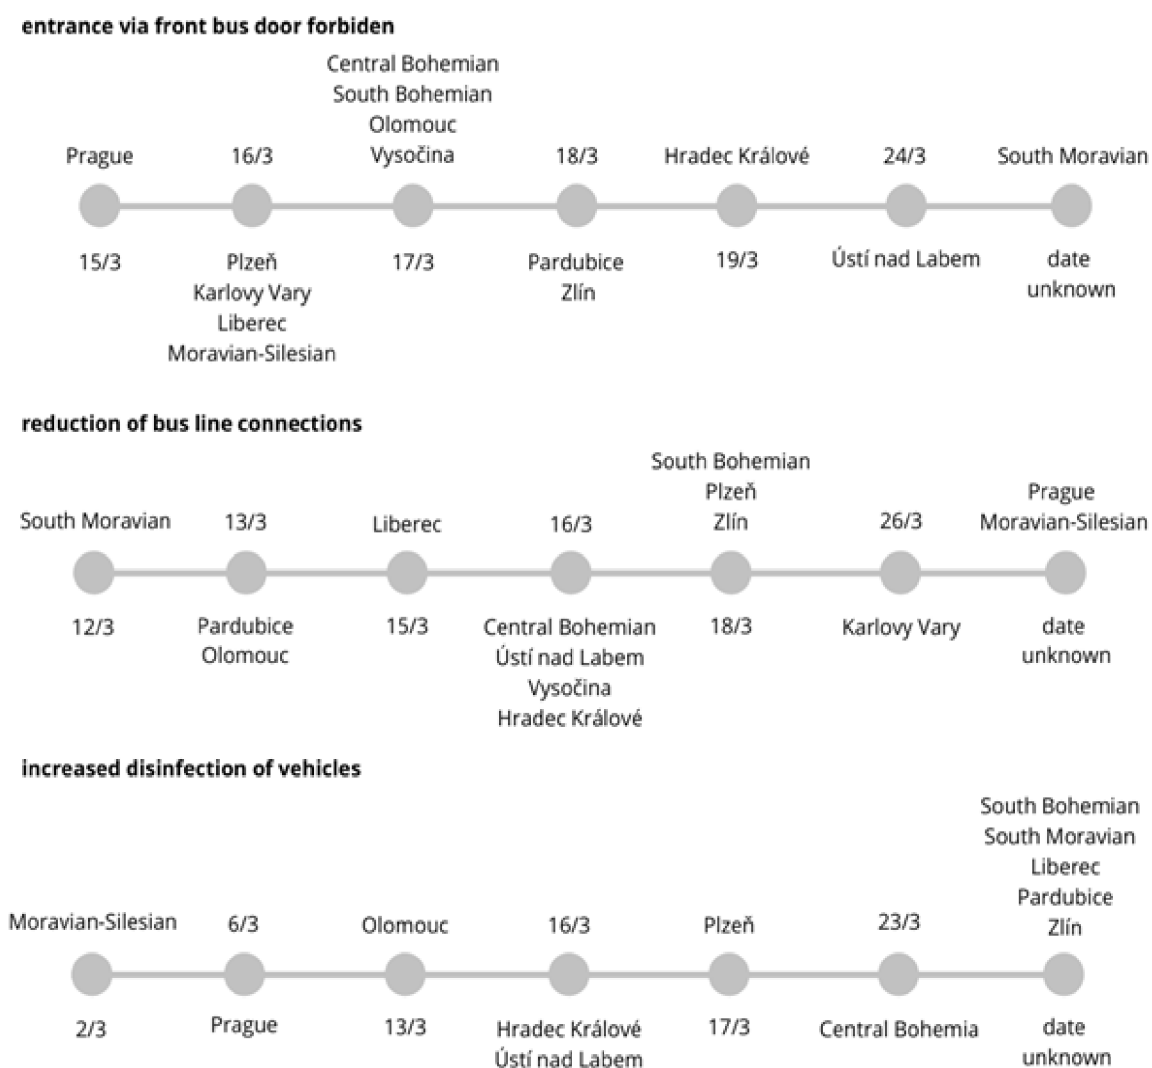 entrance via front bus door forbiden
Central Bohemian
South Bohemian
Olomouc
Vysočina
Prague
16/3
18/3
Hradec Králové
24/3
South Moravian
15/3
Plzeň
Karlovy Vary
Liberec
Moravian-Silesian
17/3
Pardubice
Zlín
19/3
Ústí nad Labem
date
unknown
reduction of bus line connections
South Bohemian
Plzeň
Zlín
Prague
Moravian-Silesian
South Moravian
13/3
Liberec
16/3
26/3
12/3
Pardubice
Olomouc
15/3
Central Bohemian
Ústí nad Labem
Vysočina
Hradec Králové
18/3
Karlovy Vary
date
unknown
increased disinfection of vehicles
South Bohemian
South Moravian
Liberec
Pardubice
Zlín
Moravian-Silesian
6/3
Olomouc
16/3
Plzeň
23/3
2/3
Prague
13/3
Hradec Králové
Ústí nad Labem
17/3
Central Bohemia
date
unknown